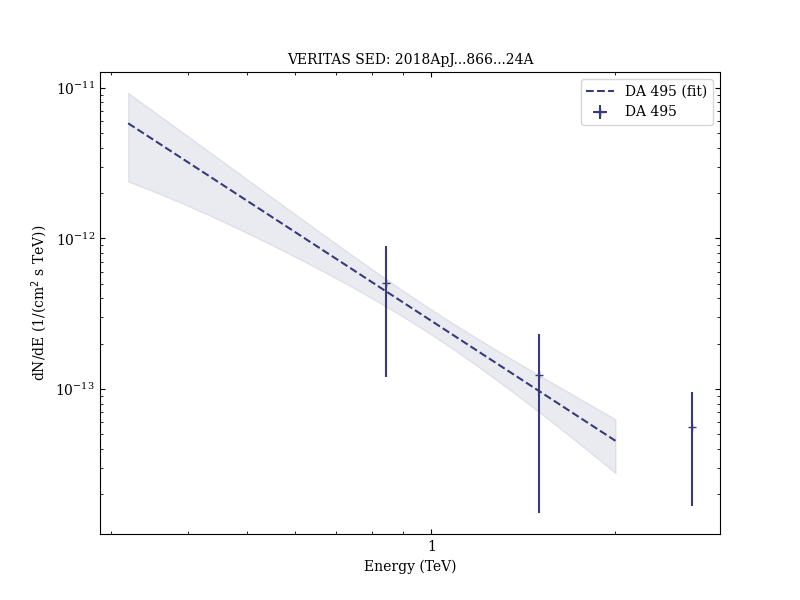 VERITAS SED: 2018ApJ...866...24A
DA 495 (fit)
DA 495
10⁻¹¹
10⁻¹²
10⁻¹³
dN/dE (1/(cm² s TeV))
1
Energy (TeV)